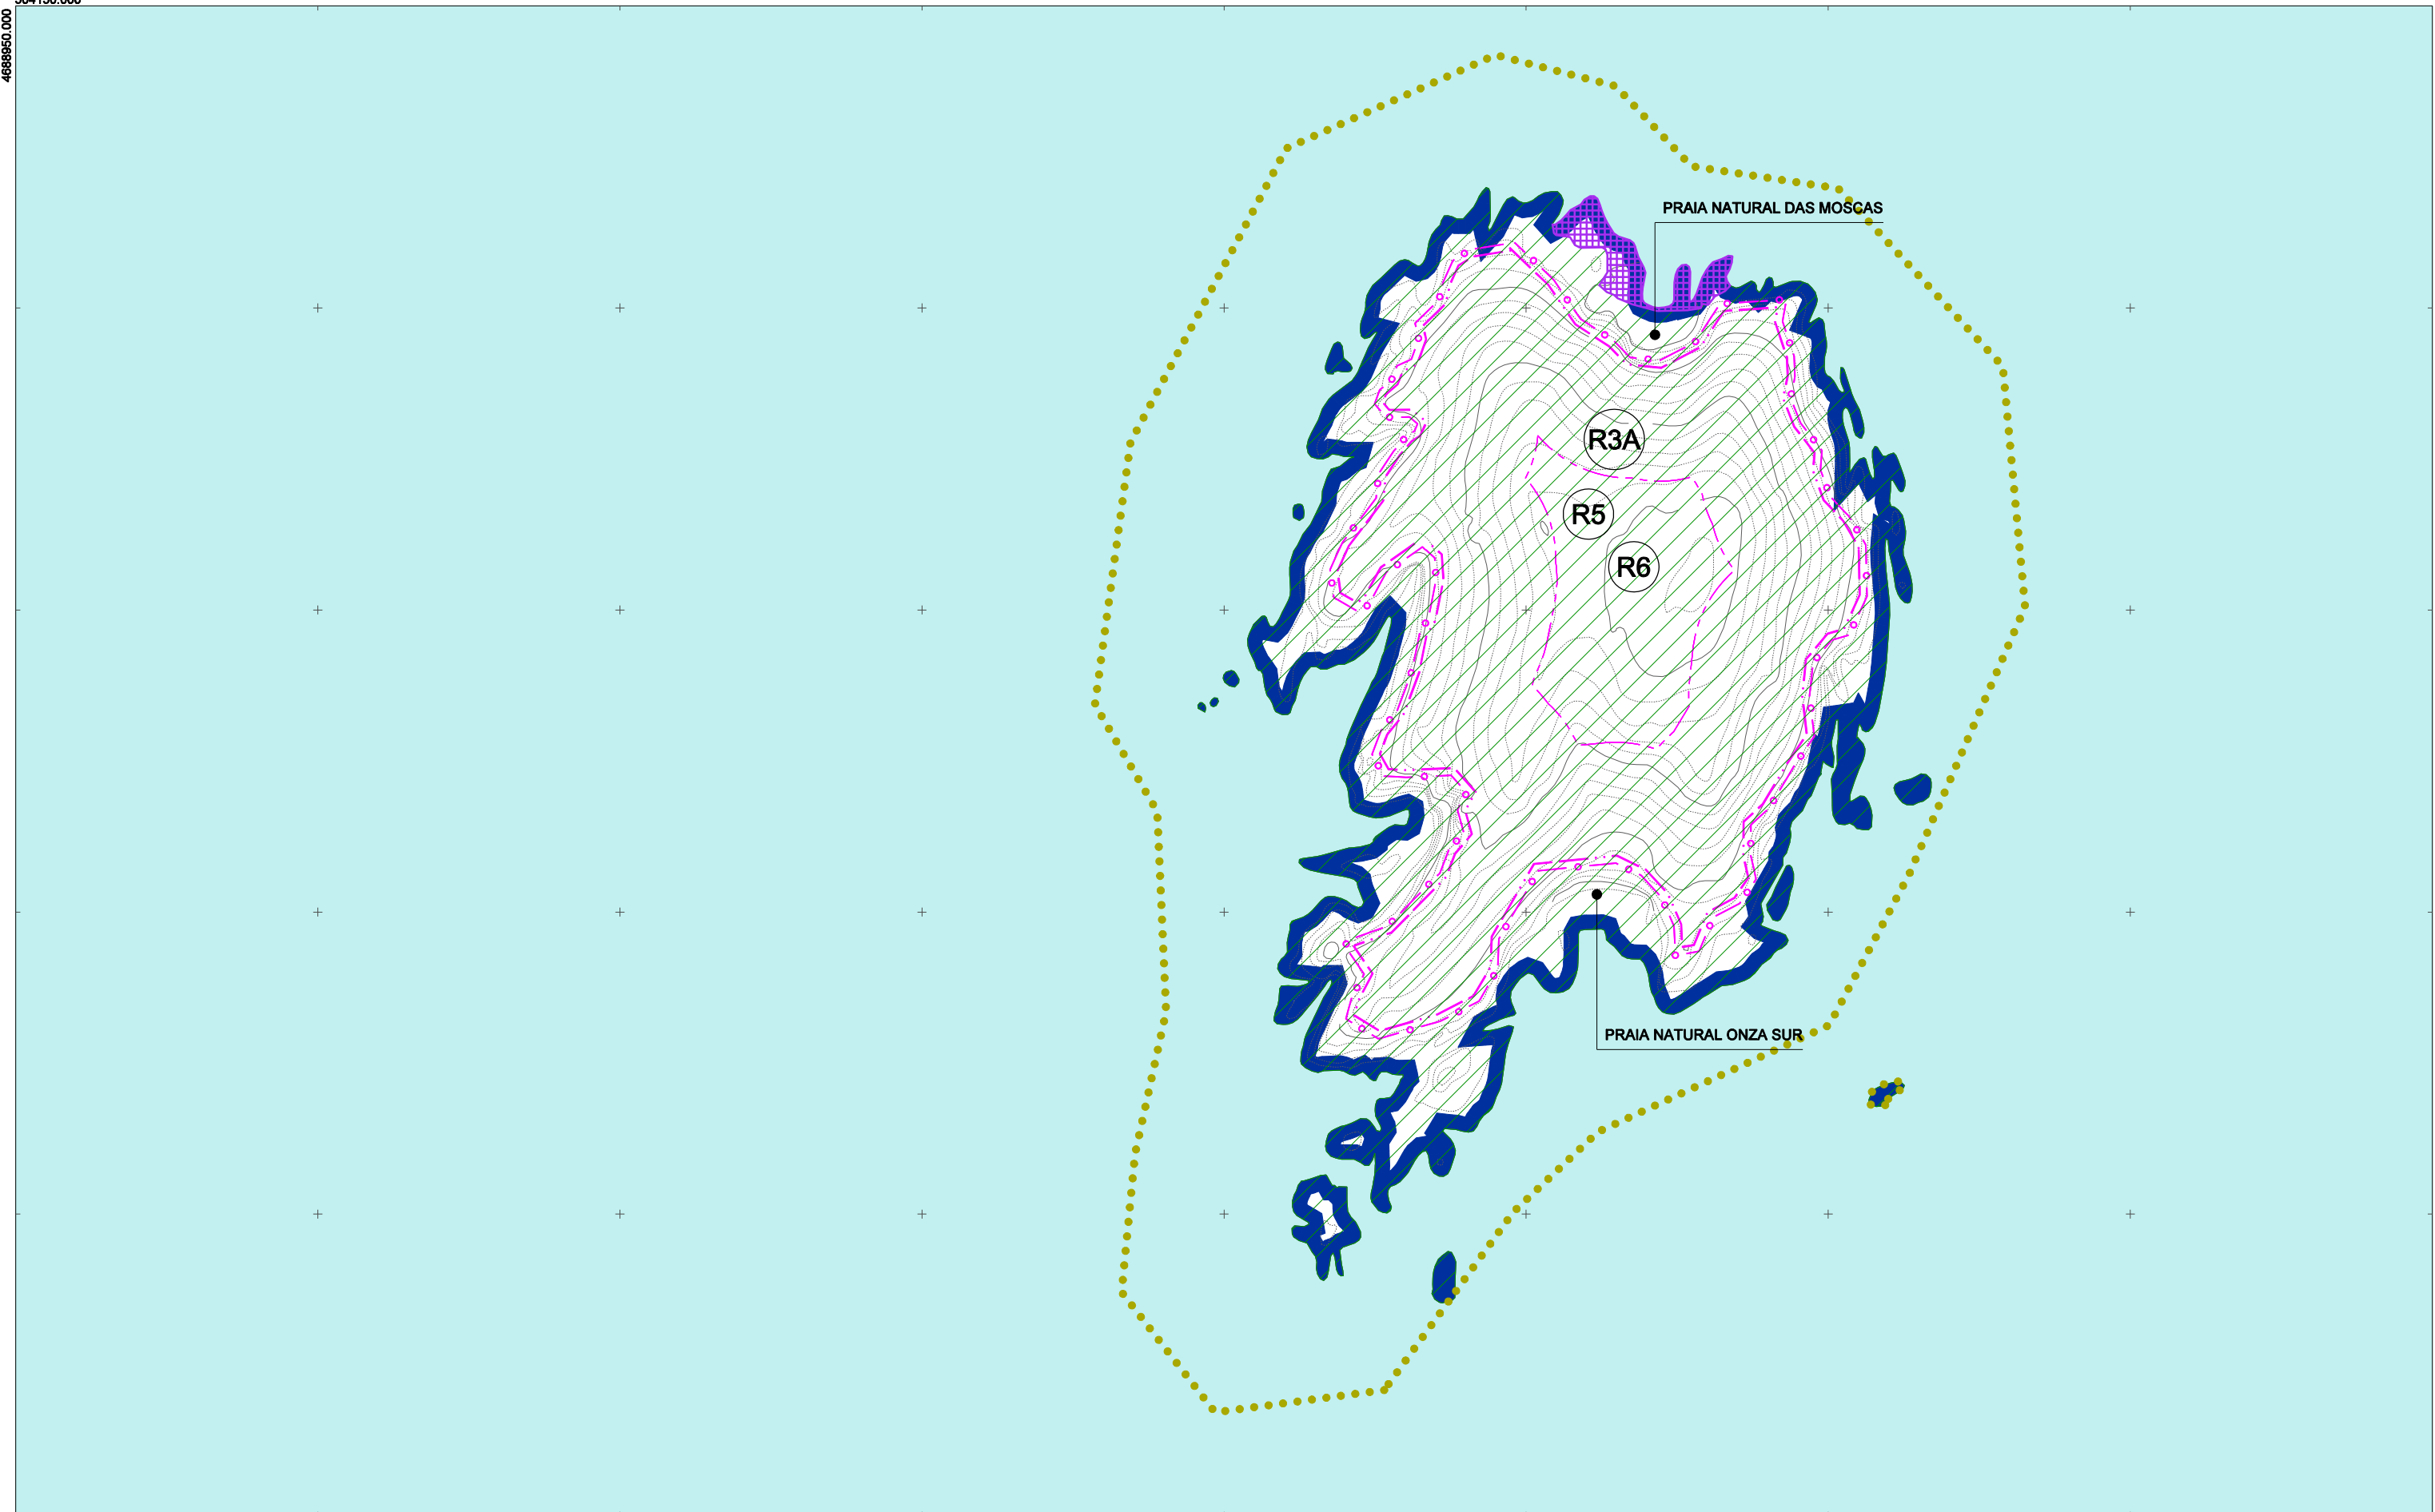 4688950.000
PRAIA NATURAL DAS MOSCAS
R3A
R5
R6
PRAIA NATURAL ONZA SUR